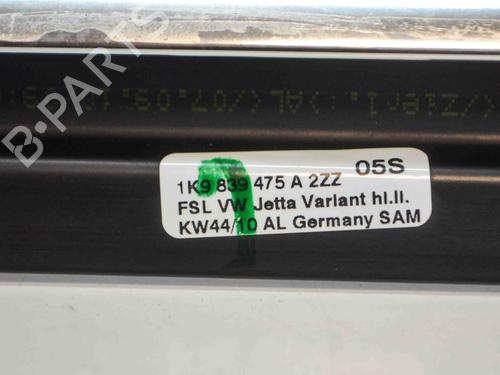 B-PARTS
05S
1K9 839 475 A 2ZZ
FSL VW Jetta Variant hl.li.
KW44/10 AL Germany SAM